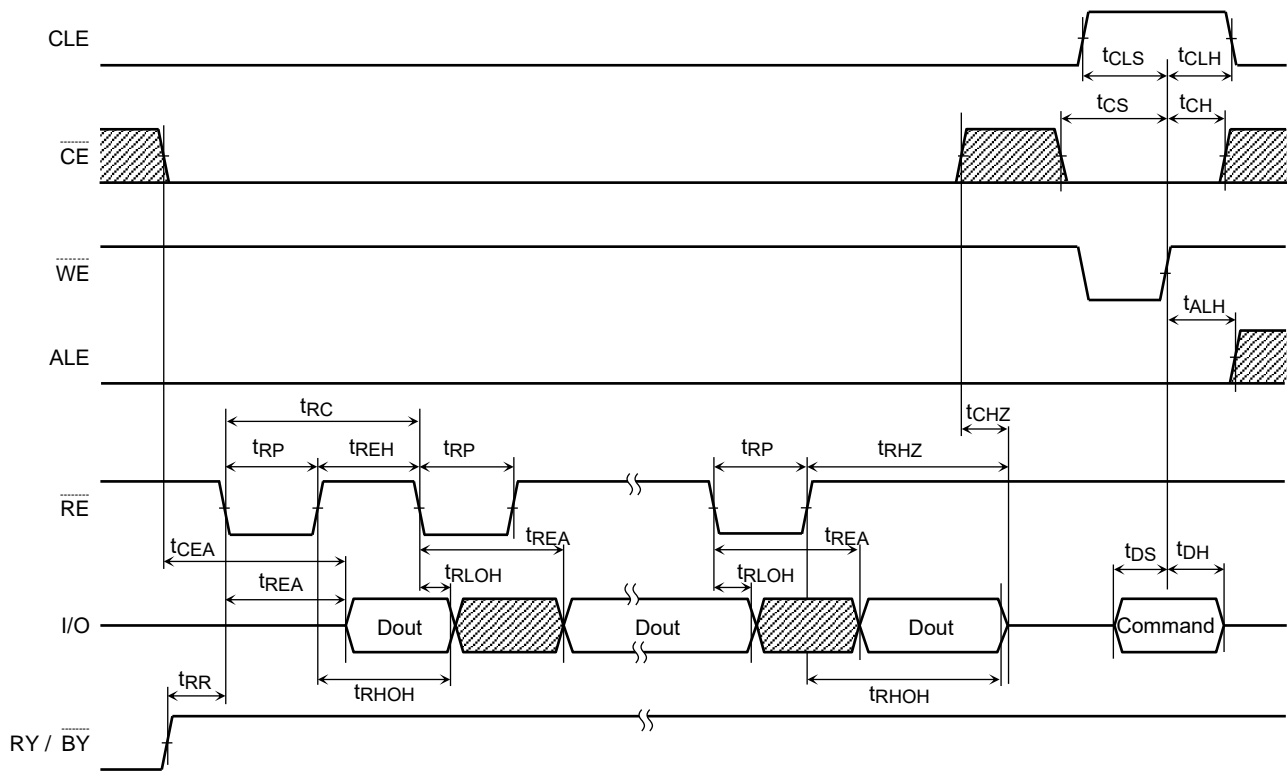 CLE
tCLS tCLH
tCS tCH
CE
WE
tALH
ALE
tRC
tCHZ
tRP tREH tRP tRP tRHZ
RE
tCEA tREA tREA
tDS tDH
tREA tRLOH tRLOH
I/O Dout Dout Dout Command
tRR tRHOH tRHOH
RY / BY